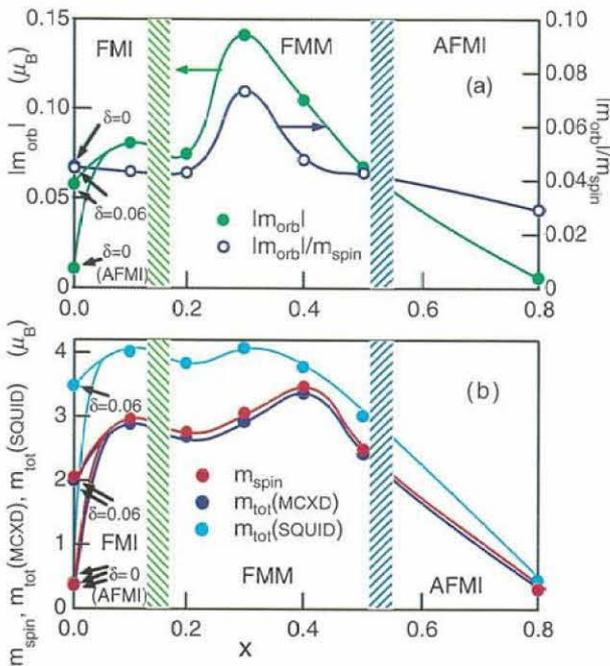 0.15
0.10
0.05
0
|m_orb| (μ_B)
FMI
FMM
AFMI
(a)
0.10
0.08
0.06
0.04
0.02
0
|m_orb|/m_spin
δ=0
δ=0.06
δ=0
(AFMI)
|m_orb|
|m_orb|/m_spin
0.0 0.2 0.4 0.6 0.8
4
3
2
1
0
m_spin, m_tot(MCXD), m_tot(SQUID) (μ_B)
(b)
δ=0.06
δ=0.06
m_spin
m_tot(MCXD)
m_tot(SQUID)
FMI
δ=0
(AFMI)
FMM
AFMI
0.0 0.2 0.4 0.6 0.8
x